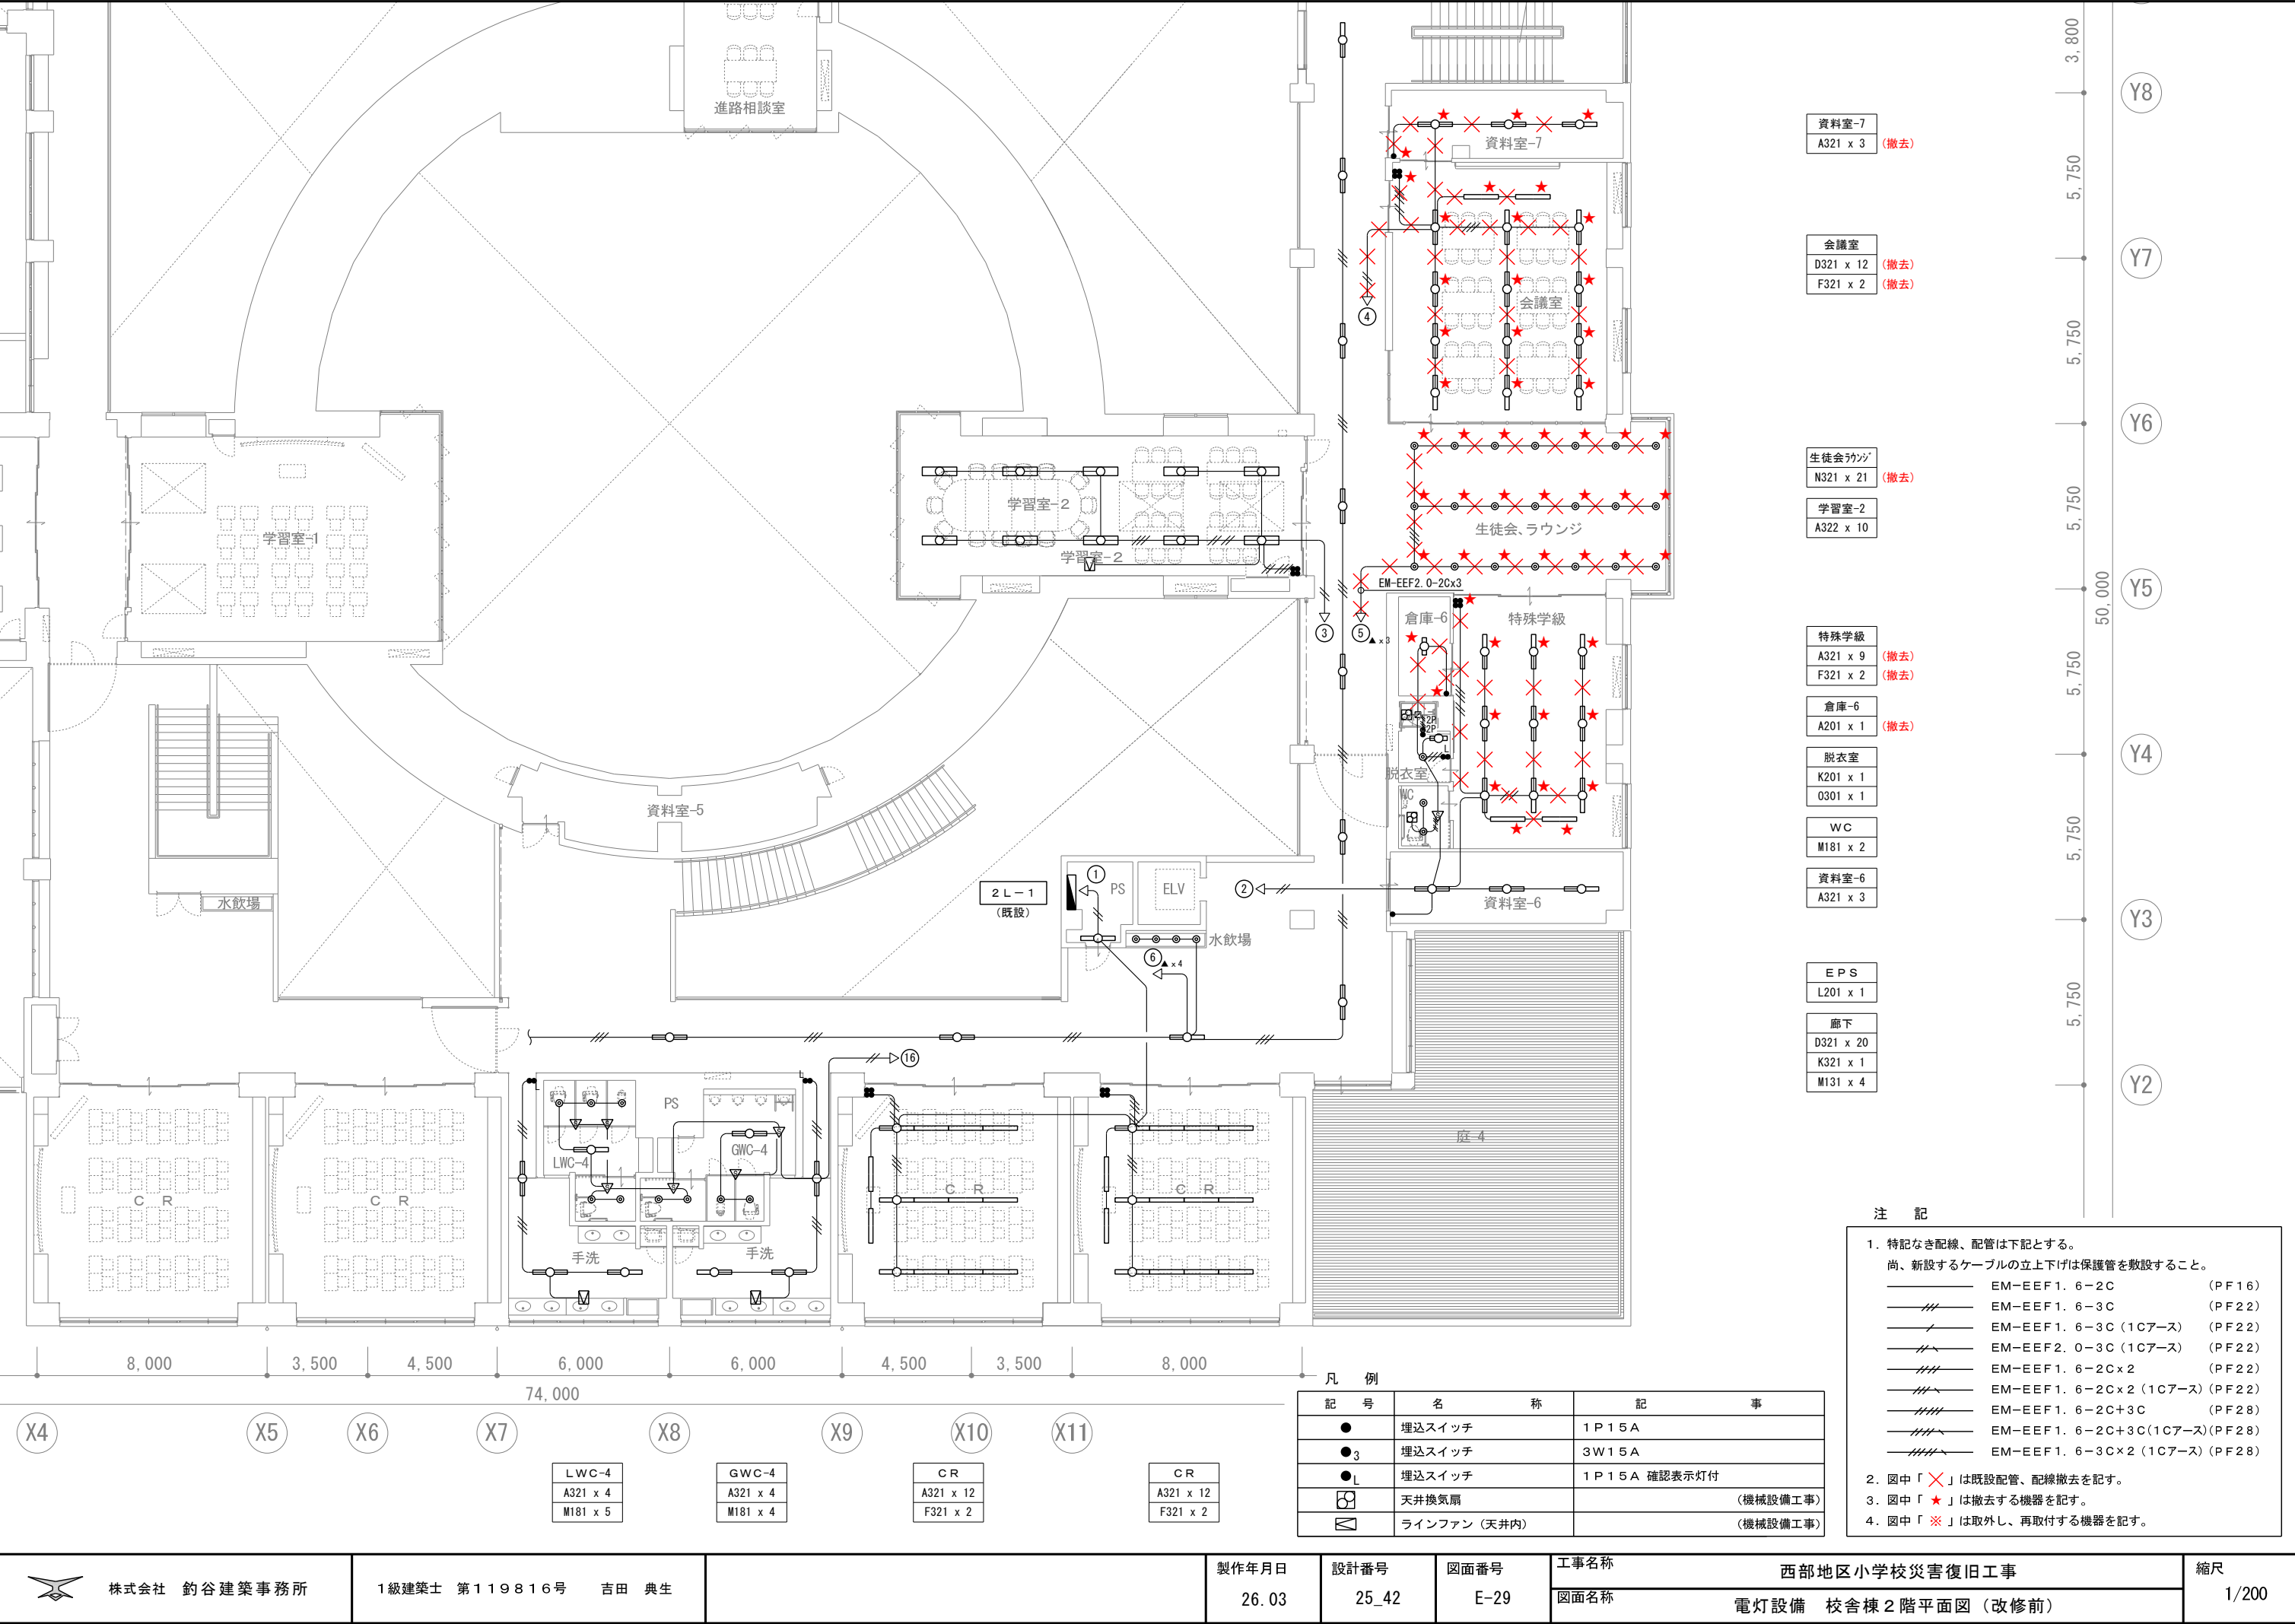 進路相談室
資料室-7
会議室
4
学習室-1
学習室-2
学習室-2
生徒会、ラウンジ
EM-EEF2.0-2Cx3
3
5
▲ x3
倉庫-6
特殊学級
2P
2P
L
脱衣室
WC
資料室-5
水飲場
2L-1
(既設)
1
PS
ELV
2
資料室-6
水飲場
6
▲ x4
16
L
L
PS
LWC-4
GWC-4
手洗
手洗
CR
CR
CR
CR
庭-4
資料室-7
A321 x 3 (撤去)
会議室
D321 x 12 (撤去)
F321 x 2 (撤去)
生徒会ﾗｳﾝｼﾞ
N321 x 21 (撤去)
学習室-2
A322 x 10
特殊学級
A321 x 9 (撤去)
F321 x 2 (撤去)
倉庫-6
A201 x 1 (撤去)
脱衣室
K201 x 1
O301 x 1
WC
M181 x 2
資料室-6
A321 x 3
EPS
L201 x 1
廊下
D321 x 20
K321 x 1
M131 x 4
3,800
5,750
5,750
5,750
5,750
5,750
5,750
50,000
Y8
Y7
Y6
Y5
Y4
Y3
Y2
8,000 3,500 4,500 6,000 6,000 4,500 3,500 8,000
74,000
X4 X5 X6 X7 X8 X9 X10 X11
LWC-4
A321 x 4
M181 x 5
GWC-4
A321 x 4
M181 x 4
CR
A321 x 12
F321 x 2
CR
A321 x 12
F321 x 2
凡 例
記 号 名 称 記 事
● 埋込スイッチ 1P15A
●3 埋込スイッチ 3W15A
●L 埋込スイッチ 1P15A 確認表示灯付
天井換気扇 (機械設備工事)
ラインファン（天井内） (機械設備工事)
注 記
1. 特記なき配線、配管は下記とする。
尚、新設するケーブルの立上下げは保護管を敷設すること。
EM-EEF1.6-2C (PF16)
EM-EEF1.6-3C (PF22)
EM-EEF1.6-3C（1Cアース） (PF22)
EM-EEF2.0-3C（1Cアース） (PF22)
EM-EEF1.6-2Cx2 (PF22)
EM-EEF1.6-2Cx2（1Cアース）(PF22)
EM-EEF1.6-2C+3C (PF28)
EM-EEF1.6-2C+3C(1Cアース)(PF28)
EM-EEF1.6-3C×2（1Cアース）(PF28)
2. 図中「 ╳ 」は既設配管、配線撤去を記す。
3. 図中「 ★ 」は撤去する機器を記す。
4. 図中「 ※ 」は取外し、再取付する機器を記す。
株式会社 釣谷建築事務所
1級建築士 第119816号 吉田 典生
製作年月日
26.03
設計番号
25_42
図面番号
E-29
工事名称
西部地区小学校災害復旧工事
図面名称
電灯設備 校舎棟２階平面図（改修前）
縮尺
1/200